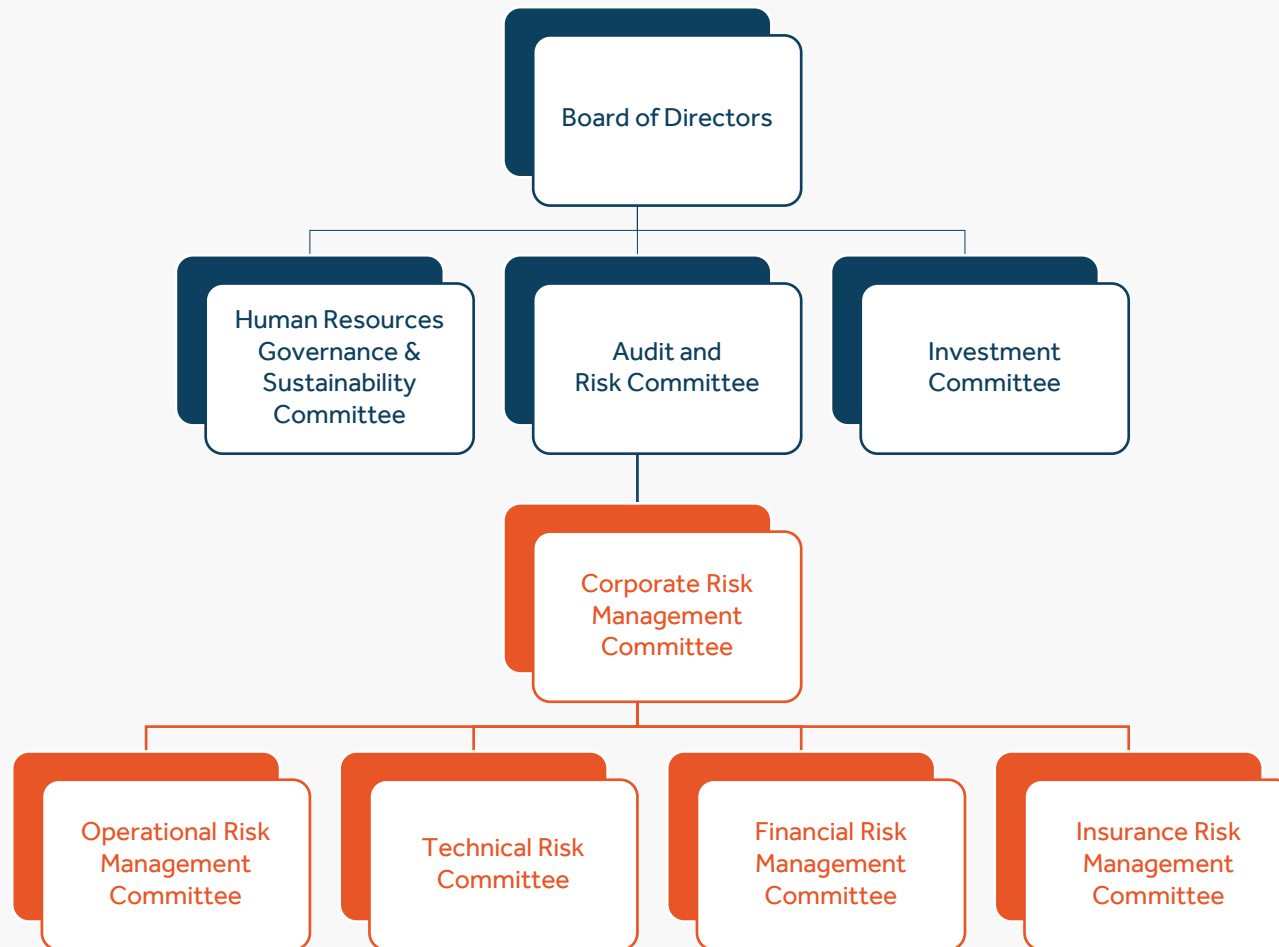 Board of Directors
Human Resources
Governance &
Sustainability
Committee
Audit and
Risk Committee
Investment
Committee
Corporate Risk
Management
Committee
Operational Risk
Management
Committee
Technical Risk
Committee
Financial Risk
Management
Committee
Insurance Risk
Management
Committee